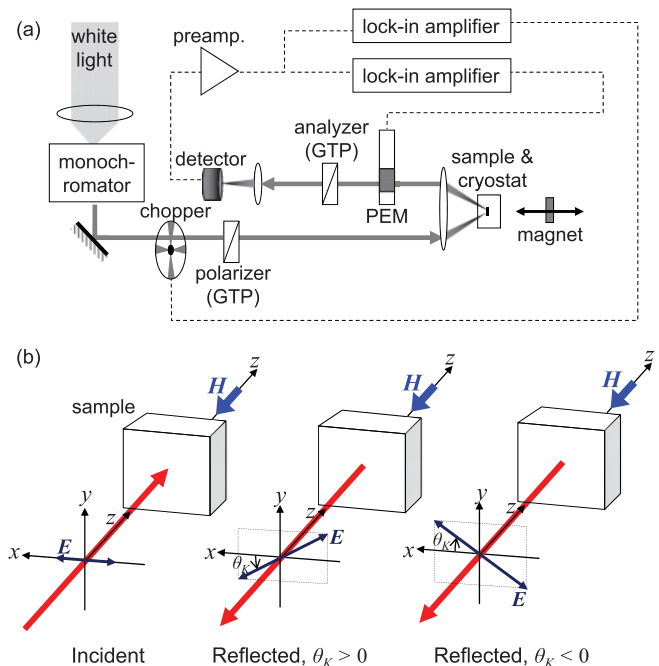 (a)
white
light
preamp.
lock-in amplifier
lock-in amplifier
monoch-
romator
detector
analyzer
(GTP)
sample &
cryostat
PEM
magnet
chopper
polarizer
(GTP)
(b)
sample
H
z
y
z
x
E
Incident
H
z
y
z
x
E
θK
Reflected, θK > 0
H
z
y
z
x
θK
E
Reflected, θK < 0